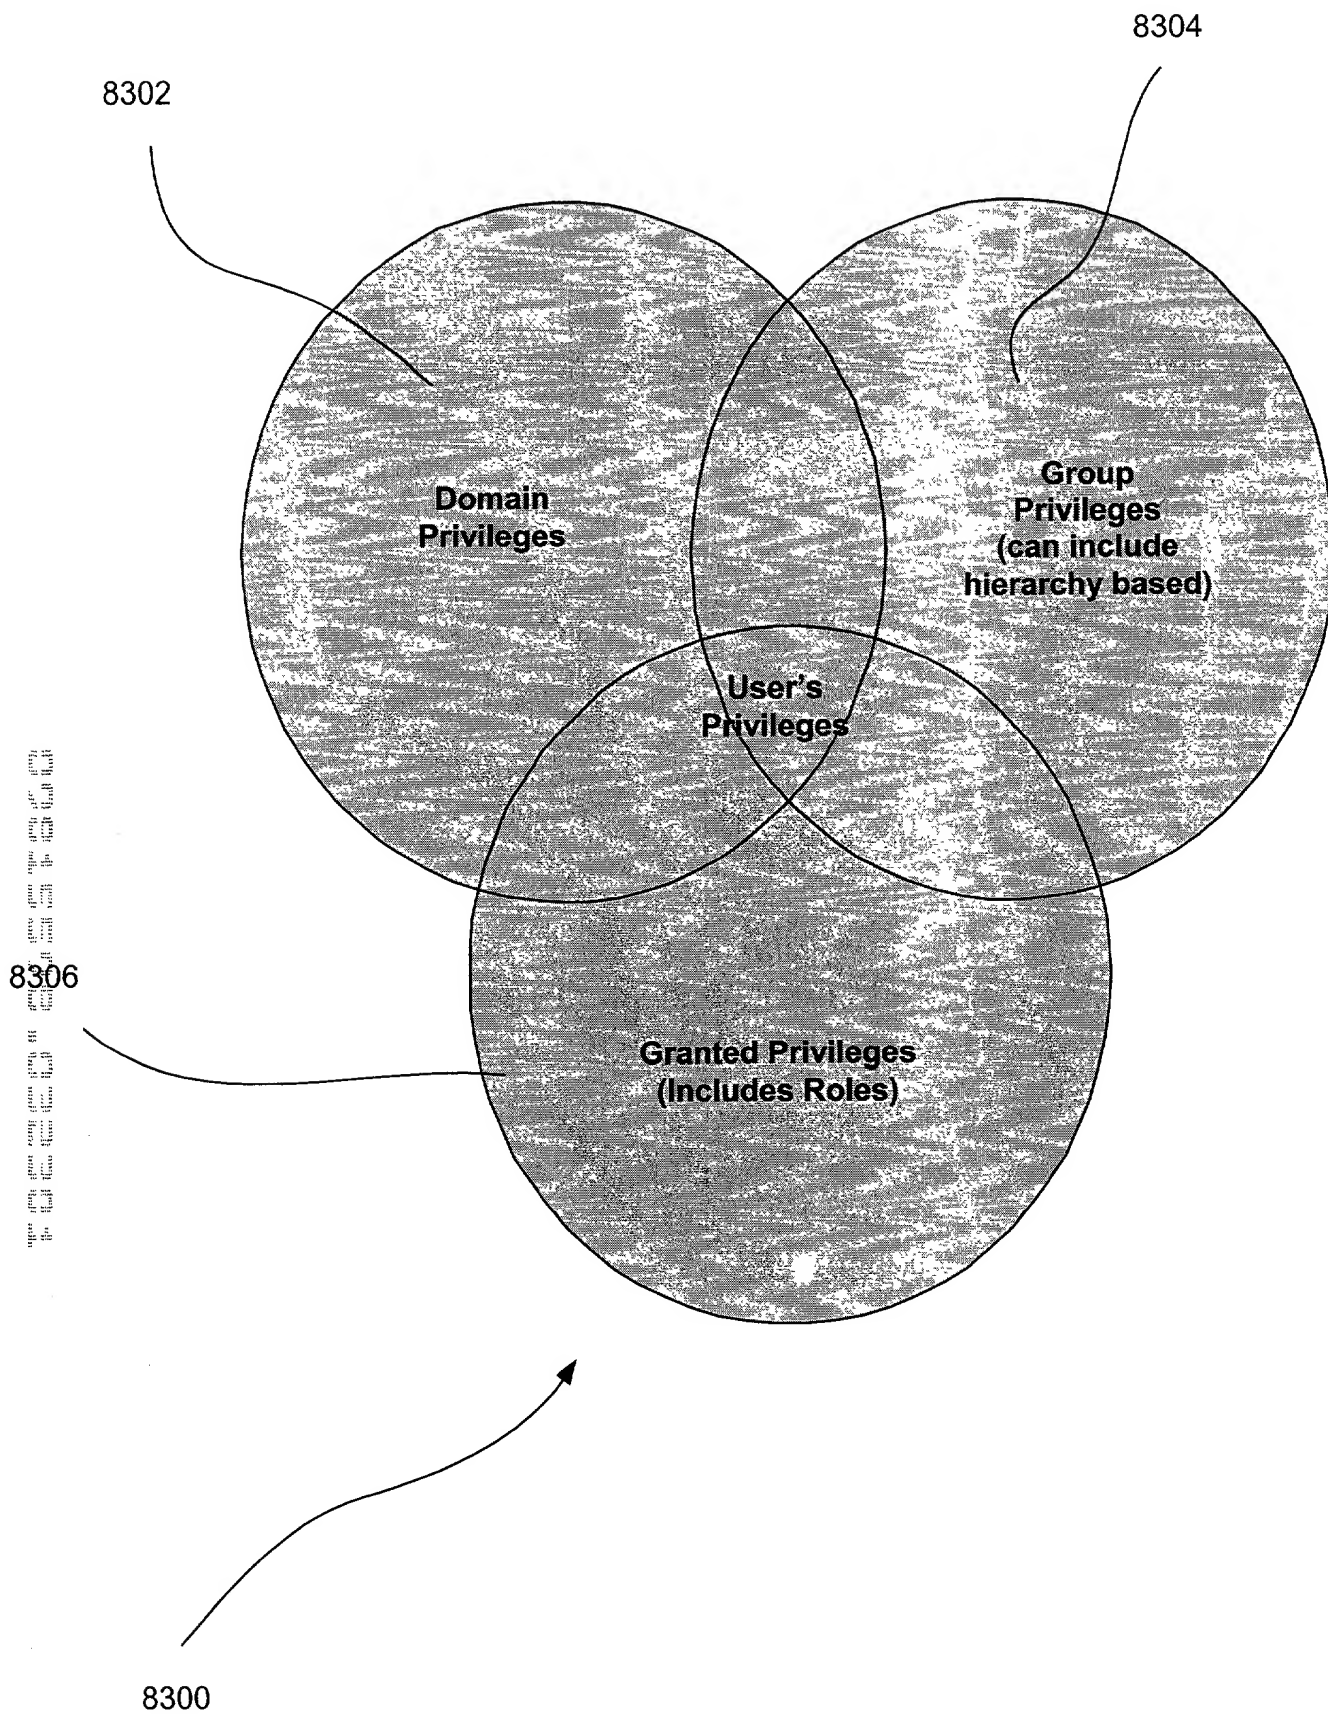 8304
8302
Domain
Privileges
Group
Privileges
(can include
hierarchy based)
User's
Privileges
8306
Granted Privileges
(Includes Roles)
8300